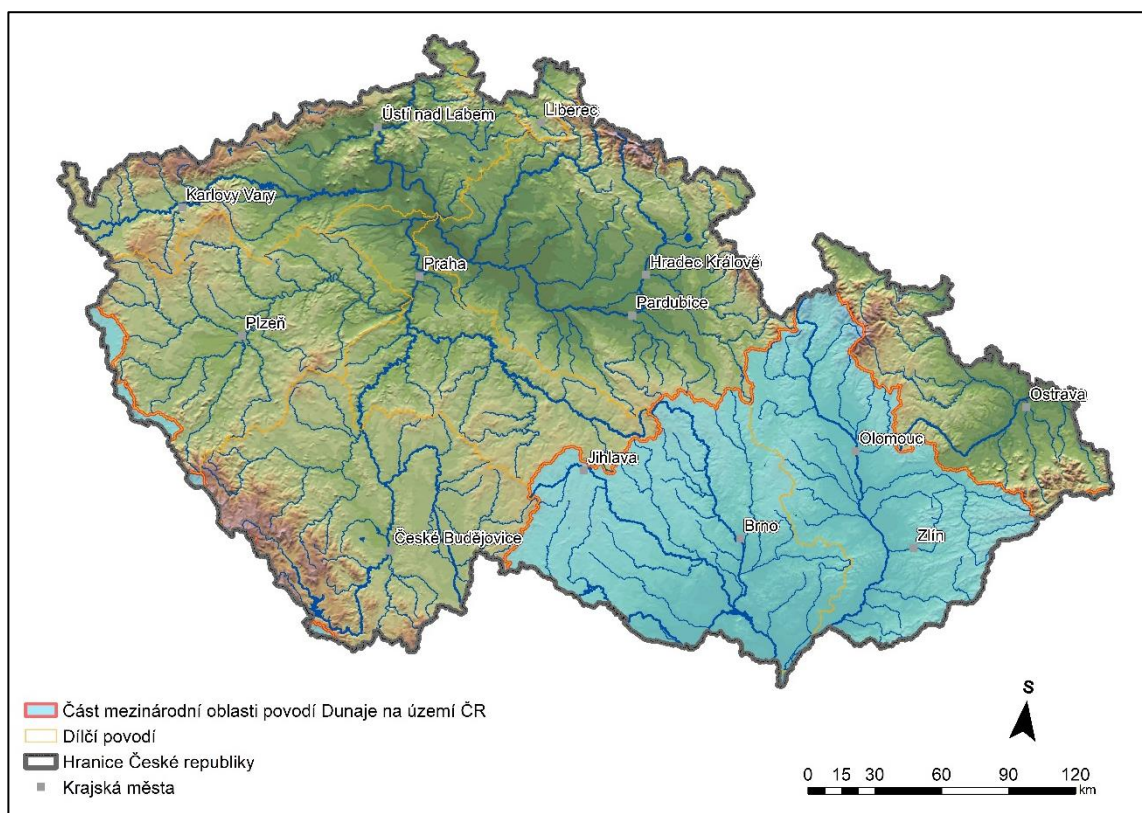 Ústí nad Labem
Liberec
Karlovy Vary
Praha
Hradec Králové
Pardubice
Plzeň
Ostrava
Olomouc
Jihlava
České Budějovice
Brno
Zlín
Část mezinárodní oblasti povodí Dunaje na území ČR
Dílčí povodí
Hranice České republiky
Krajská města
S
0 15 30 60 90 120
km